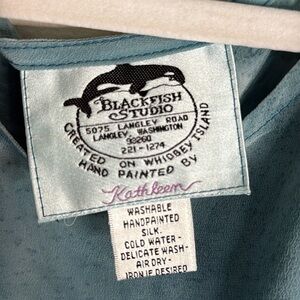 BLACKFISH
STUDIO
5075 LANGLEY ROAD
LANGLEY, WASHINGTON
98260
221-1274
CREATED ON WHIDBEY ISLAND
HAND PAINTED BY
Kathleen
WASHABLE
HANDPAINTED
SILK.
COLD WATER-
DELICATE WASH-
AIR DRY-
IRON IF DESIRED